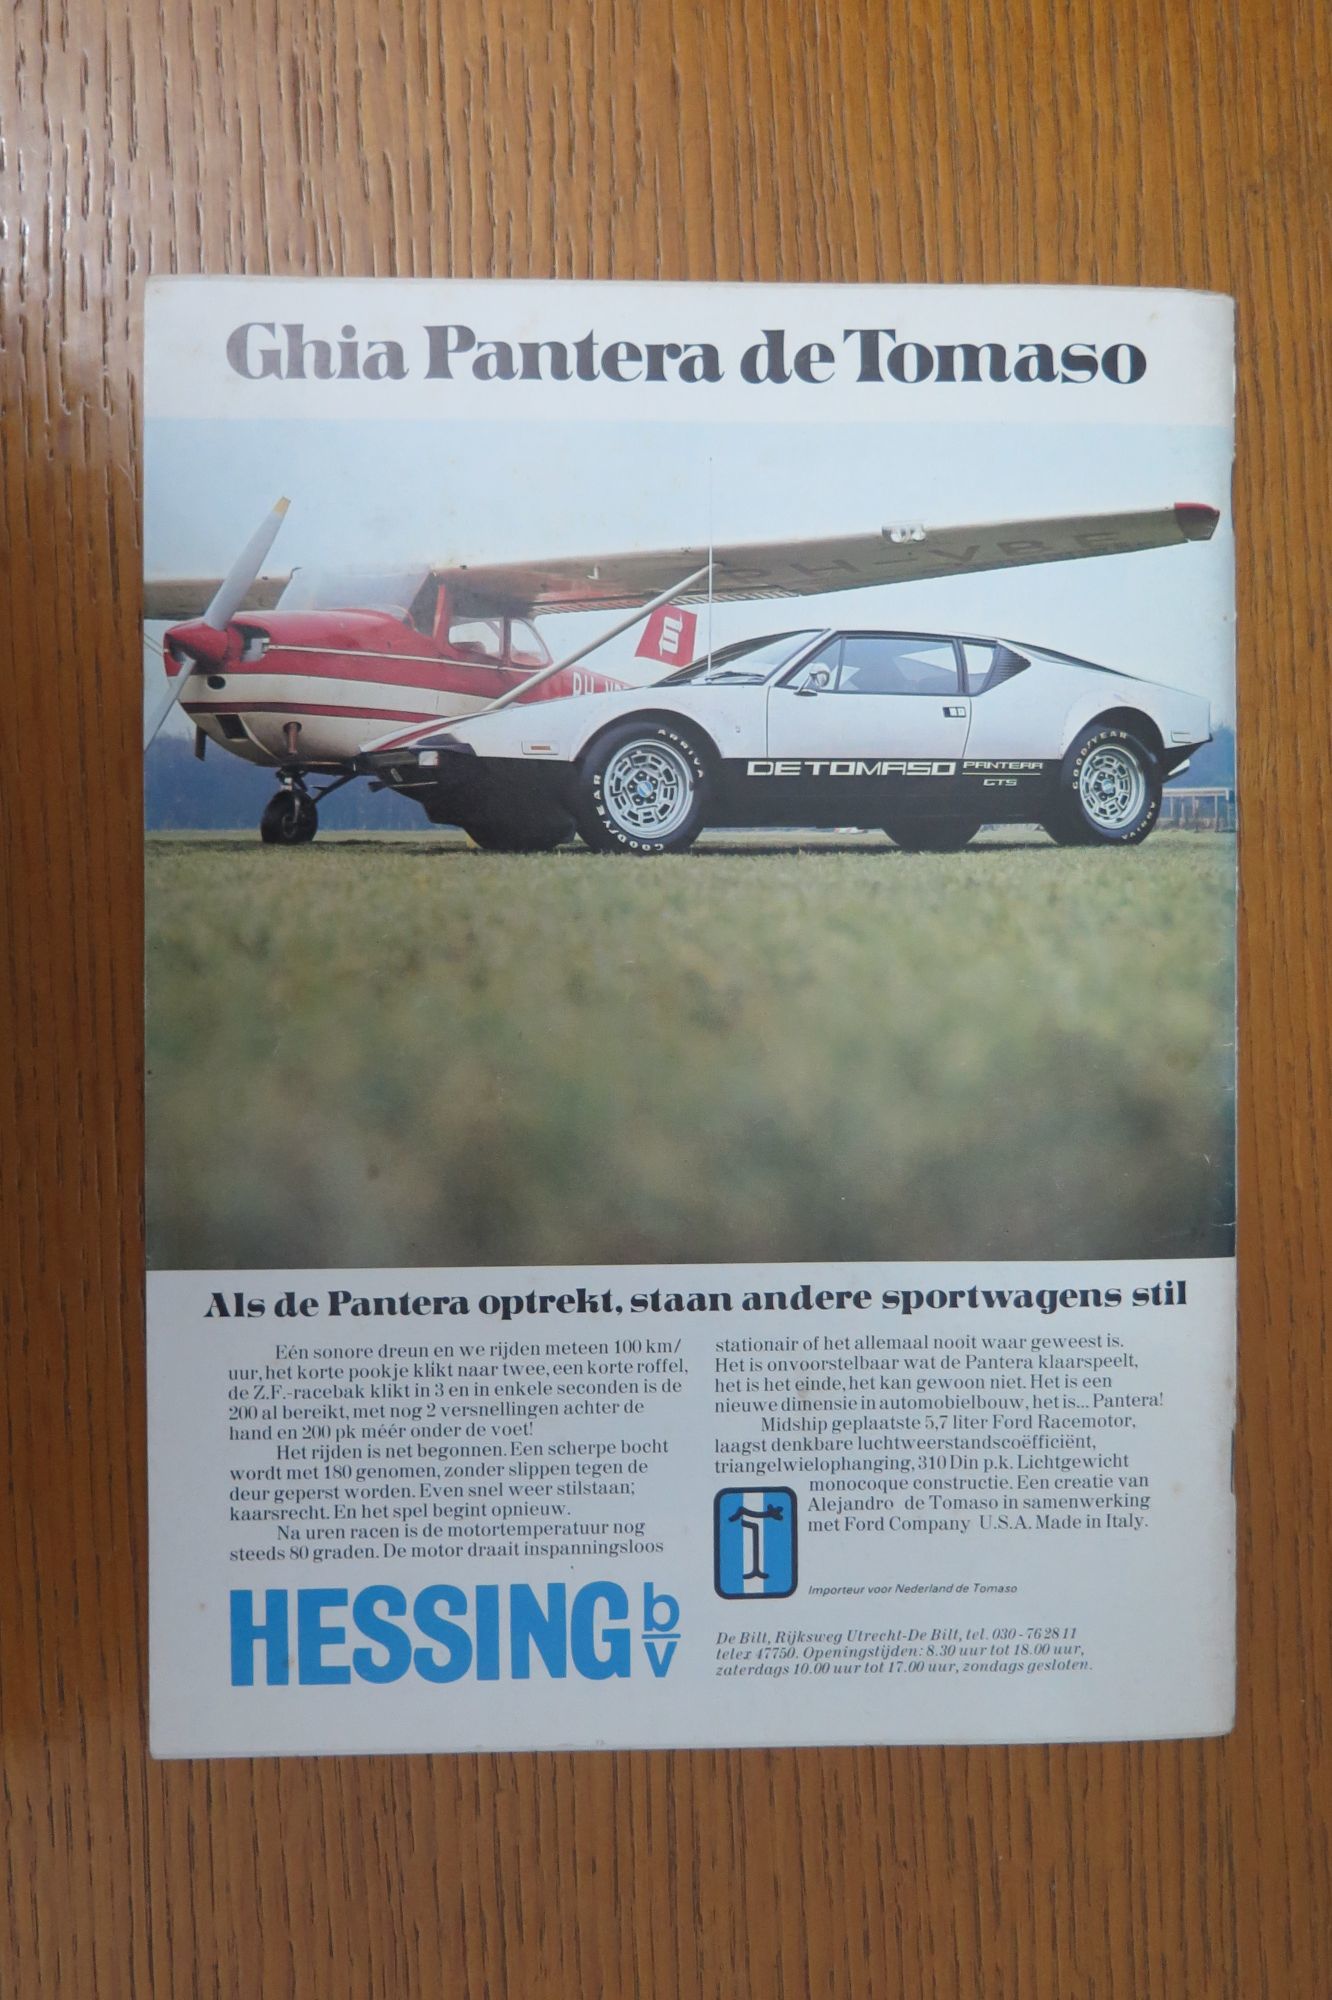 Ghia Pantera de Tomaso
PH-VBF
DE TOMASO PANTERA
GTS
GOODYEAR ARRIVA
GOODYEAR ARRIVA
Als de Pantera optrekt, staan andere sportwagens stil
Eén sonore dreun en we rijden meteen 100 km/
uur, het korte pookje klikt naar twee, een korte roffel,
de Z.F.-racebak klikt in 3 en in enkele seconden is de
200 al bereikt, met nog 2 versnellingen achter de
hand en 200 pk méér onder de voet!
Het rijden is net begonnen. Een scherpe bocht
wordt met 180 genomen, zonder slippen tegen de
deur geperst worden. Even snel weer stilstaan;
kaarsrecht. En het spel begint opnieuw.
Na uren racen is de motortemperatuur nog
steeds 80 graden. De motor draait inspanningsloos
stationair of het allemaal nooit waar geweest is.
Het is onvoorstelbaar wat de Pantera klaarspeelt,
het is het einde, het kan gewoon niet. Het is een
nieuwe dimensie in automobielbouw, het is... Pantera!
Midship geplaatste 5,7 liter Ford Racemotor,
laagst denkbare luchtweerstandscoëfficiënt,
triangelwielophanging, 310 Din p.k. Lichtgewicht
monocoque constructie. Een creatie van
Alejandro de Tomaso in samenwerking
met Ford Company U.S.A. Made in Italy.
Importeur voor Nederland de Tomaso
HESSING bv
De Bilt, Rijksweg Utrecht-De Bilt, tel. 030-762811
telex 47750. Openingstijden: 8.30 uur tot 18.00 uur,
zaterdags 10.00 uur tot 17.00 uur, zondags gesloten.